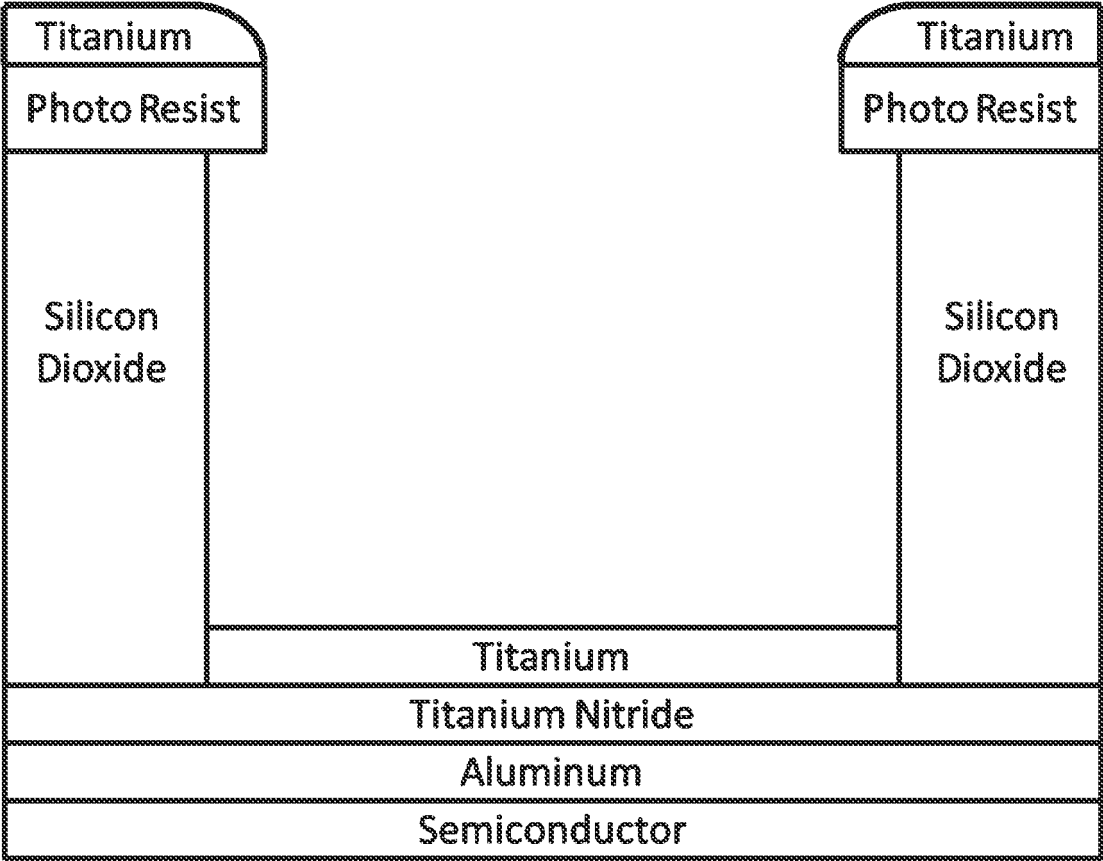 Titanium
Titanium
Photo Resist
Photo Resist
Silicon
Dioxide
Silicon
Dioxide
Titanium
Titanium Nitride
Aluminum
Semiconductor